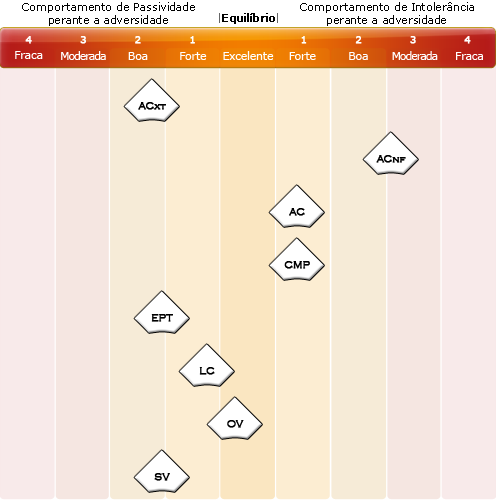 Comportamento de Passividade
perante a adversidade
|Equilíbrio|
Comportamento de Intolerância
perante a adversidade
4 3 2 1 1 2 3 4
Fraca Moderada Boa Forte Excelente Forte Boa Moderada Fraca
ACXT
ACNF
AC
CMP
EPT
LC
OV
SV